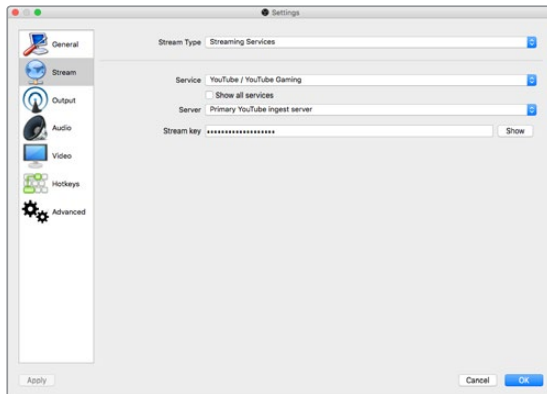 Settings
General
Stream
Output
Audio
Video
Hotkeys
Advanced
Stream Type Streaming Services
Service YouTube / YouTube Gaming
Show all services
Server Primary YouTube ingest server
Stream key •••••••••••••••••••
Show
Apply
Cancel
OK